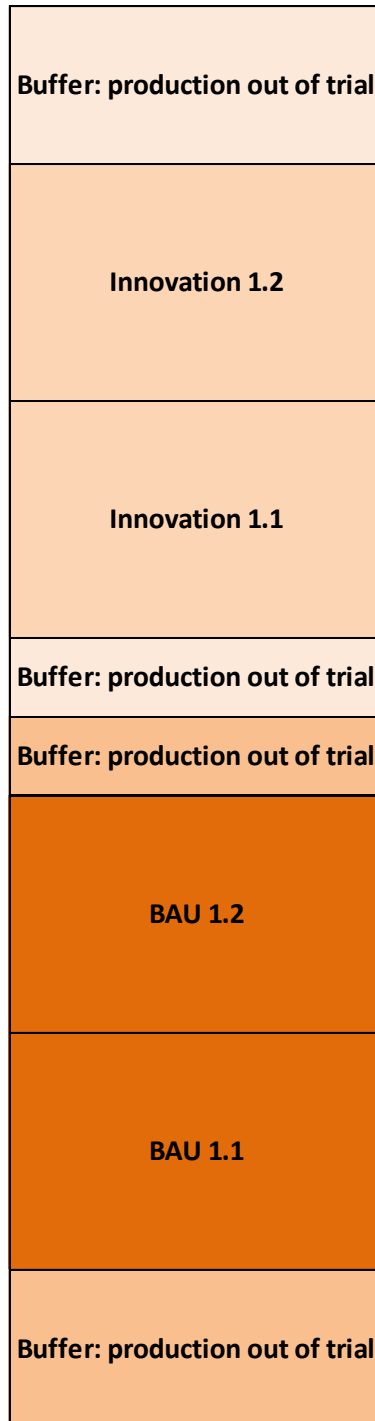 Buffer: production out of trial
Innovation 1.2
Innovation 1.1
Buffer: production out of trial
Buffer: production out of trial
BAU 1.2
BAU 1.1
Buffer: production out of trial